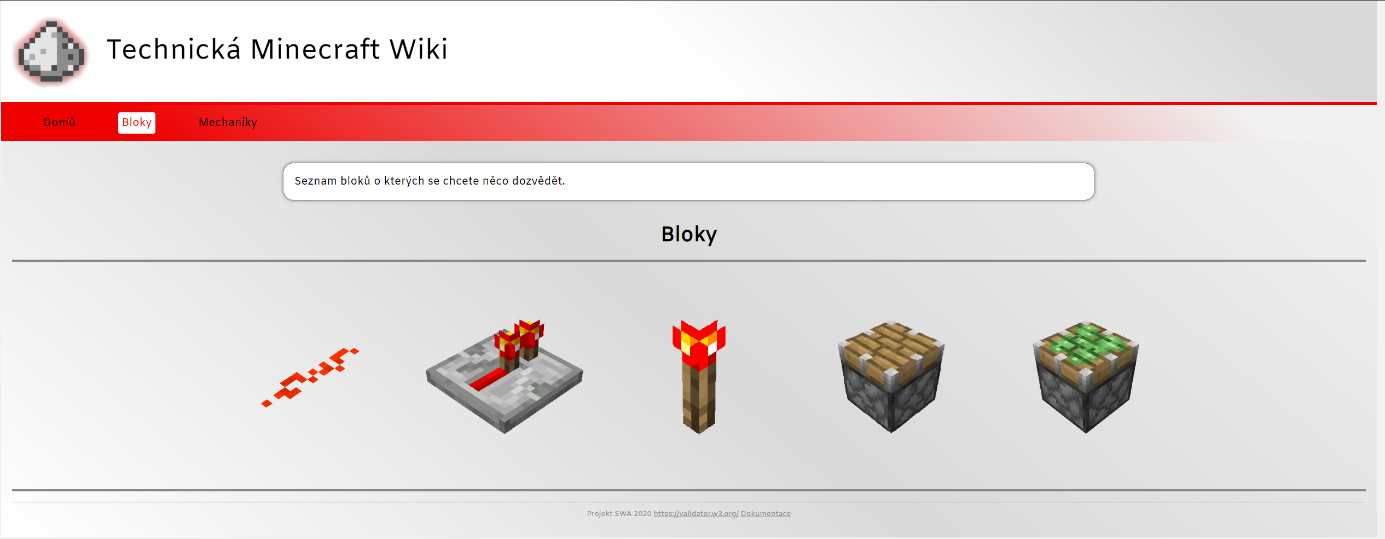 Technická Minecraft Wiki
Domů Bloky Mechaniky
Seznam bloků o kterých se chcete něco dozvědět.
Bloky
Projekt SWA 2020 https://validator.w3.org/ Dokumentace